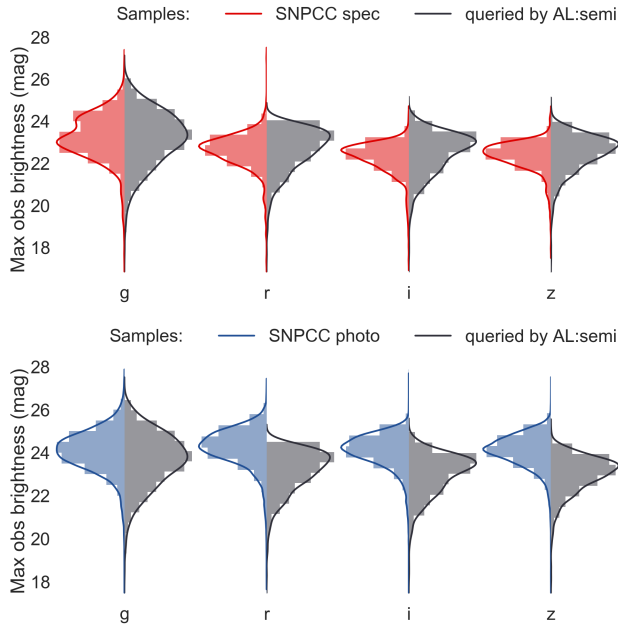 Samples: SNPCC spec queried by AL:semi
28
26
24
22
20
18
Max obs brightness (mag)
g r i z
Samples: SNPCC photo queried by AL:semi
28
26
24
22
20
18
Max obs brightness (mag)
g r i z